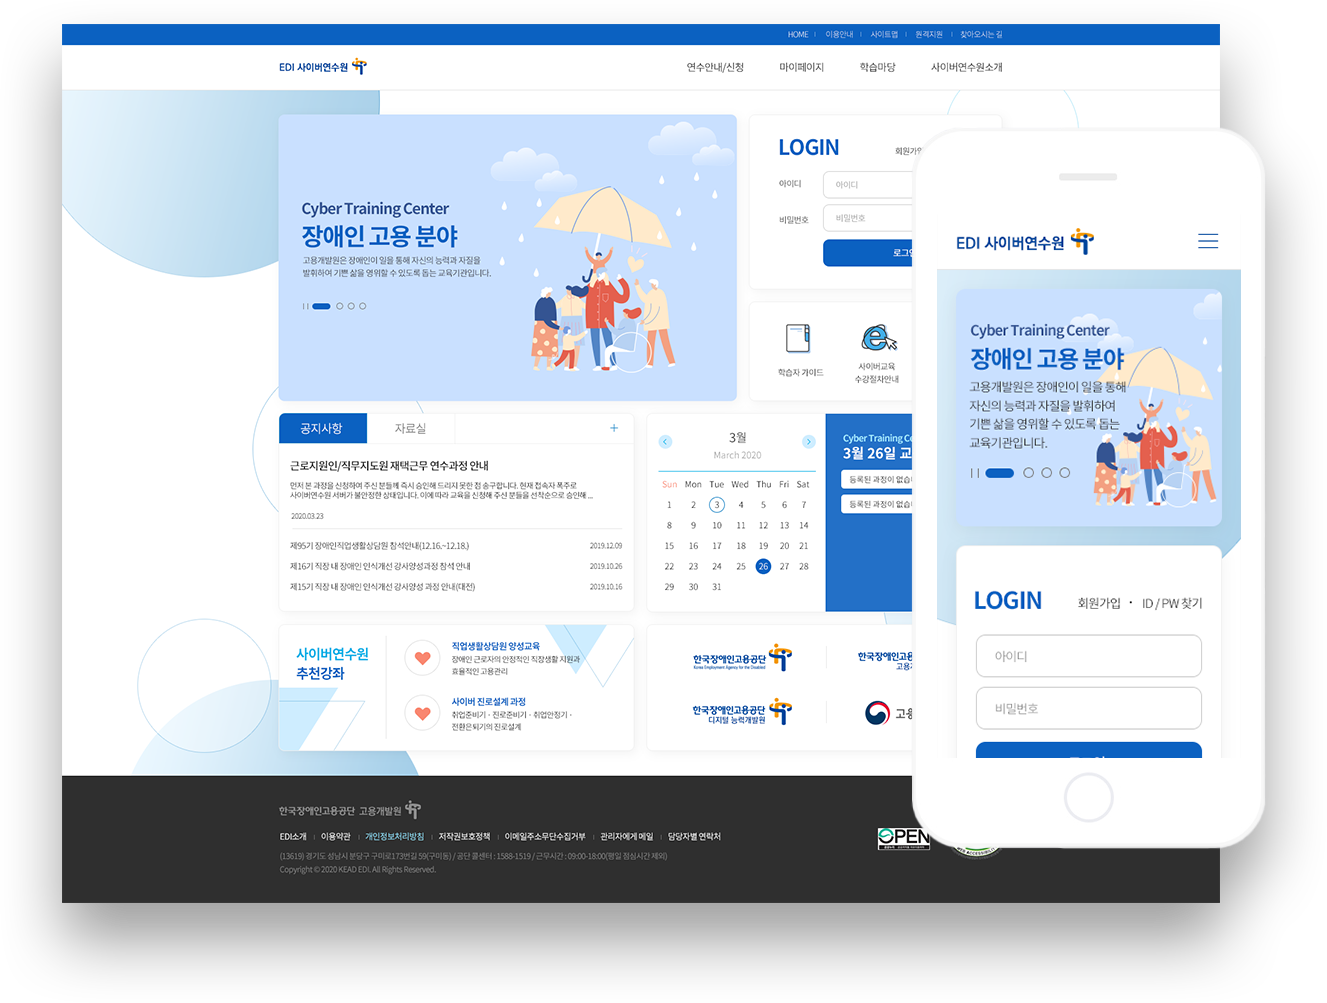 HOME
이용안내
사이트맵
원격지원
찾아오시는 길
EDI 사이버연수원
연수안내/신청
마이페이지
학습마당
사이버연수원소개
Cyber Training Center
장애인 고용 분야
고용개발원은 장애인이 일을 통해 자신의 능력과 자질을
발휘하여 기쁜 삶을 영위할 수 있도록 돕는 교육기관입니다.
LOGIN
회원가입
아이디
아이디
비밀번호
비밀번호
학습자 가이드
사이버교육
수강절차안내
공지사항
자료실
+
근로지원인/직무지도원 재택근무 연수과정 안내
먼저 본 과정을 신청하여 주신 분들께 즉시 승인해 드리지 못한 점 송구합니다. 현재 접속자 폭주로
사이버연수원 서버가 불안정한 상태입니다. 이에 따라 교육을 신청해 주신 분들을 선착순으로 승인해 ...
2020.03.23
제95기 장애인직업생활상담원 참석안내(12.16.~12.18.)
2019.12.09
제16기 직장 내 장애인 인식개선 강사양성과정 참석 안내
2019.10.26
제15기 직장 내 장애인 인식개선 강사양성 과정 안내(대전)
2019.10.16
3월
March 2020
Sun Mon Tue Wed Thu Fri Sat
1 2 3 4 5 6 7
8 9 10 11 12 13 14
15 16 17 18 19 20 21
22 23 24 25 26 27 28
29 30 31
Cyber Training
3월 26일
등록된 과정이
등록된 과정이
사이버연수원
추천강좌
직업생활상담원 양성교육
장애인 근로자의 안정적인 직장생활 지원과
효율적인 고용관리
사이버 진로설계 과정
취업준비기 · 진로준비기 · 취업안정기 ·
전환은퇴기의 진로설계
한국장애인고용공단
Korea Employment Agency for the Disabled
한국장애인고용공단
디지털 능력개발원
한국장애인고용공단 고용개발원
EDI소개
이용약관
개인정보처리방침
저작권보호정책
이메일주소무단수집거부
관리자에게 메일
담당자별 연락처
(13619) 경기도 성남시 분당구 구미로173번길 59(구미동) / 공단 콜센터 : 1588-1519 / 근무시간 : 09:00-18:00(평일 점심시간 제외)
Copyright © 2020 KEAD EDI. All Rights Reserved.
OPEN
EDI 사이버연수원
Cyber Training Center
장애인 고용 분야
고용개발원은 장애인이 일을 통해
자신의 능력과 자질을 발휘하여
기쁜 삶을 영위할 수 있도록 돕는
교육기관입니다.
LOGIN
회원가입 · ID / PW 찾기
아이디
비밀번호